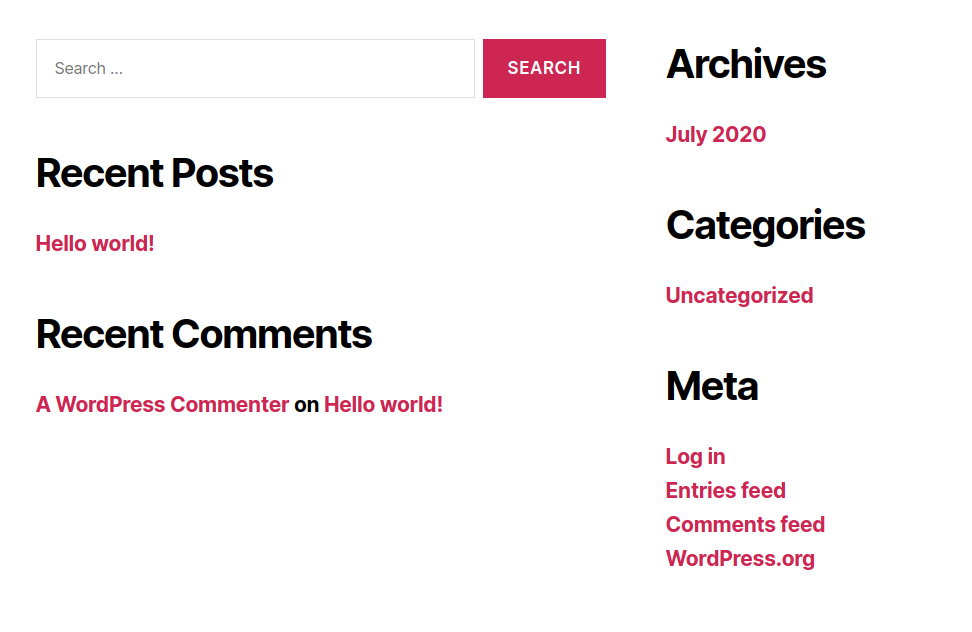 Search ...
SEARCH
Recent Posts
Hello world!
Recent Comments
A WordPress Commenter on Hello world!
Archives
July 2020
Categories
Uncategorized
Meta
Log in
Entries feed
Comments feed
WordPress.org